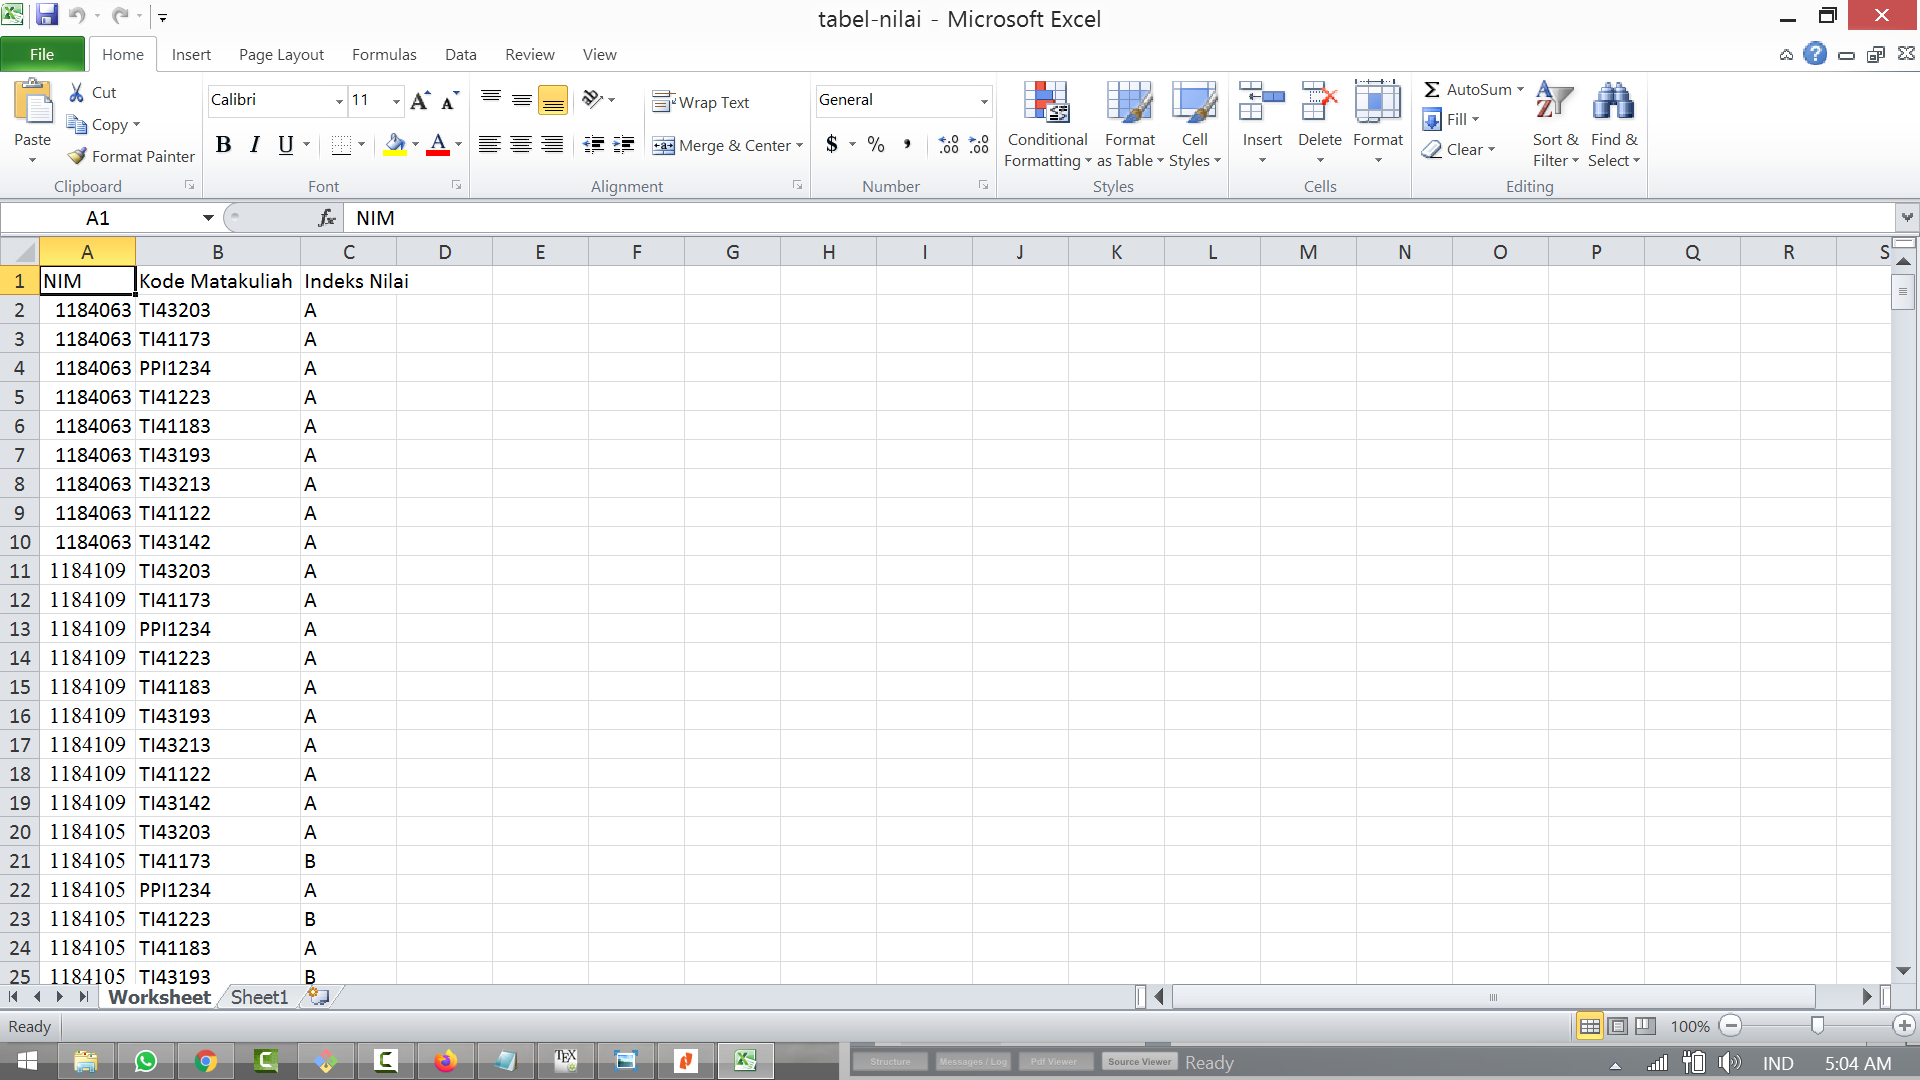 tabel-nilai - Microsoft Excel
File Home Insert Page Layout Formulas Data Review View
Paste
Cut
Copy
Format Painter
Clipboard
Calibri 11
B I U A
Font
Wrap Text
Merge & Center
Alignment
General
$ % ,
Number
Conditional Formatting
Format as Table
Cell Styles
Styles
Insert Delete Format
Cells
Σ AutoSum
Fill
Clear
Sort & Filter
Find & Select
Editing
A1 fx NIM
A B C D E F G H I J K L M N O P Q R S
1 NIM Kode Matakuliah Indeks Nilai
2 1184063 TI43203 A
3 1184063 TI41173 A
4 1184063 PPI1234 A
5 1184063 TI41223 A
6 1184063 TI41183 A
7 1184063 TI43193 A
8 1184063 TI43213 A
9 1184063 TI41122 A
10 1184063 TI43142 A
11 1184109 TI43203 A
12 1184109 TI41173 A
13 1184109 PPI1234 A
14 1184109 TI41223 A
15 1184109 TI41183 A
16 1184109 TI43193 A
17 1184109 TI43213 A
18 1184109 TI41122 A
19 1184109 TI43142 A
20 1184105 TI43203 A
21 1184105 TI41173 B
22 1184105 PPI1234 A
23 1184105 TI41223 B
24 1184105 TI41183 A
25 1184105 TI43193 B
Worksheet Sheet1
Ready 100%
Structure Messages / Log Pdf Viewer Source Viewer Ready IND 5:04 AM